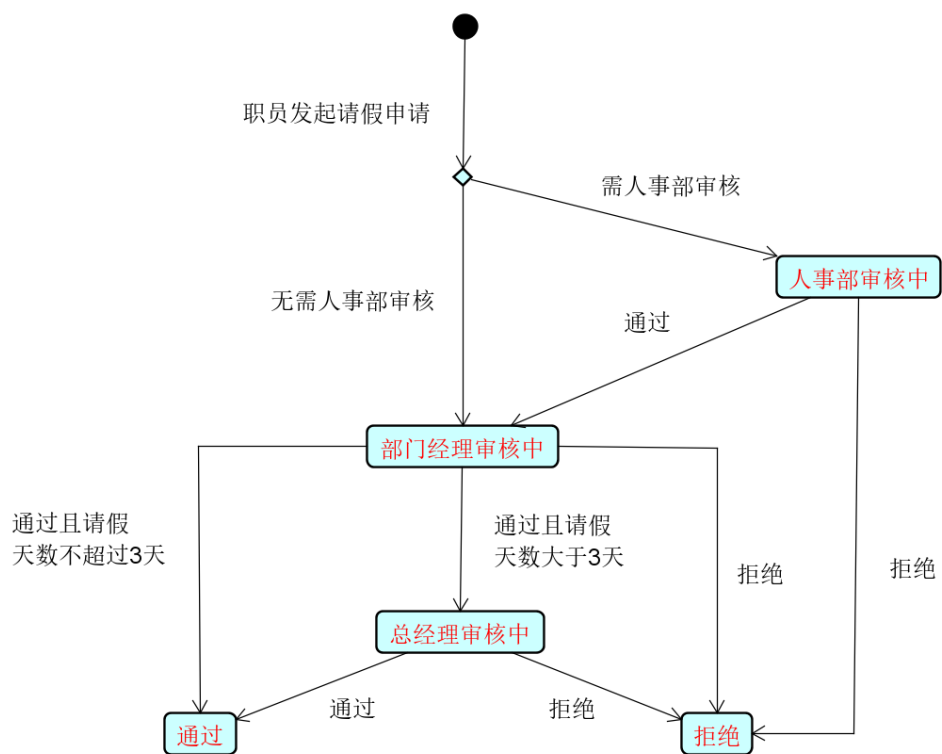 职员发起请假申请
需人事部审核
人事部审核中
无需人事部审核
通过
部门经理审核中
通过且请假
天数不超过3天
通过且请假
天数大于3天
拒绝
拒绝
总经理审核中
通过
拒绝
通过
拒绝